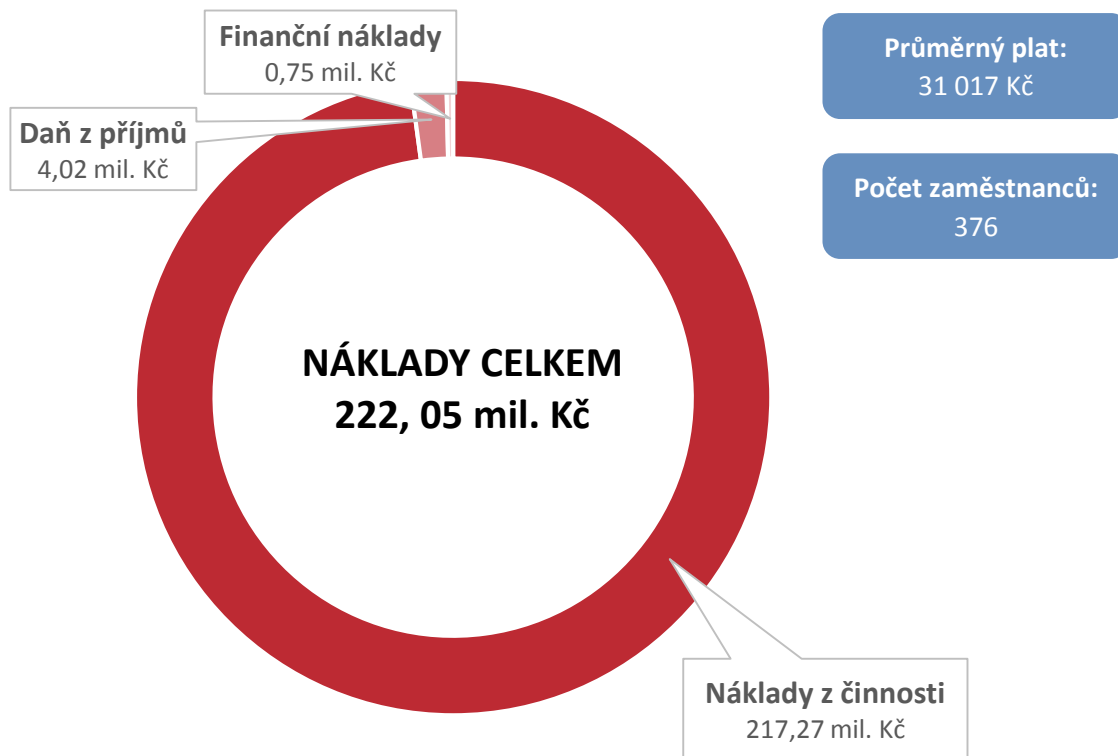 Finanční náklady
0,75 mil. Kč
Daň z příjmů
4,02 mil. Kč
Průměrný plat:
31 017 Kč
Počet zaměstnanců:
376
NÁKLADY CELKEM
222, 05 mil. Kč
Náklady z činnosti
217,27 mil. Kč